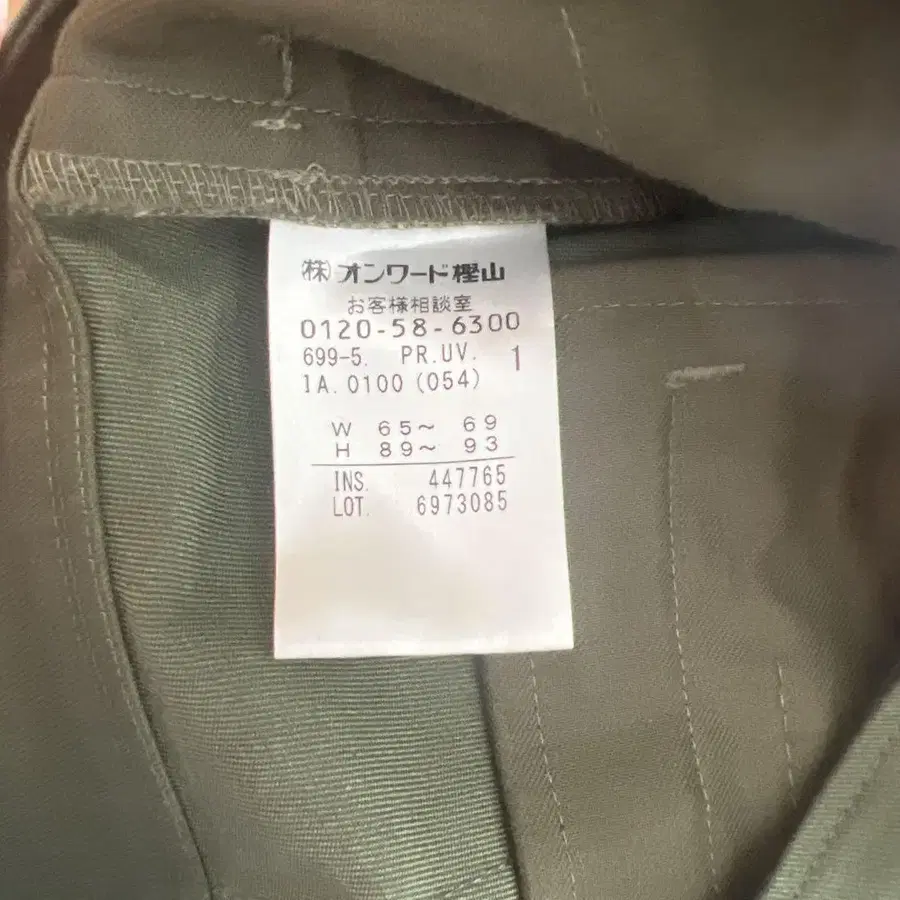 ㈱オンワード樫山
お客様相談室
0120-58-6300
699-5. PR.UV. 1
IA.0100 (054)
W 65～ 69
H 89～ 93
INS. 447765
LOT. 6973085